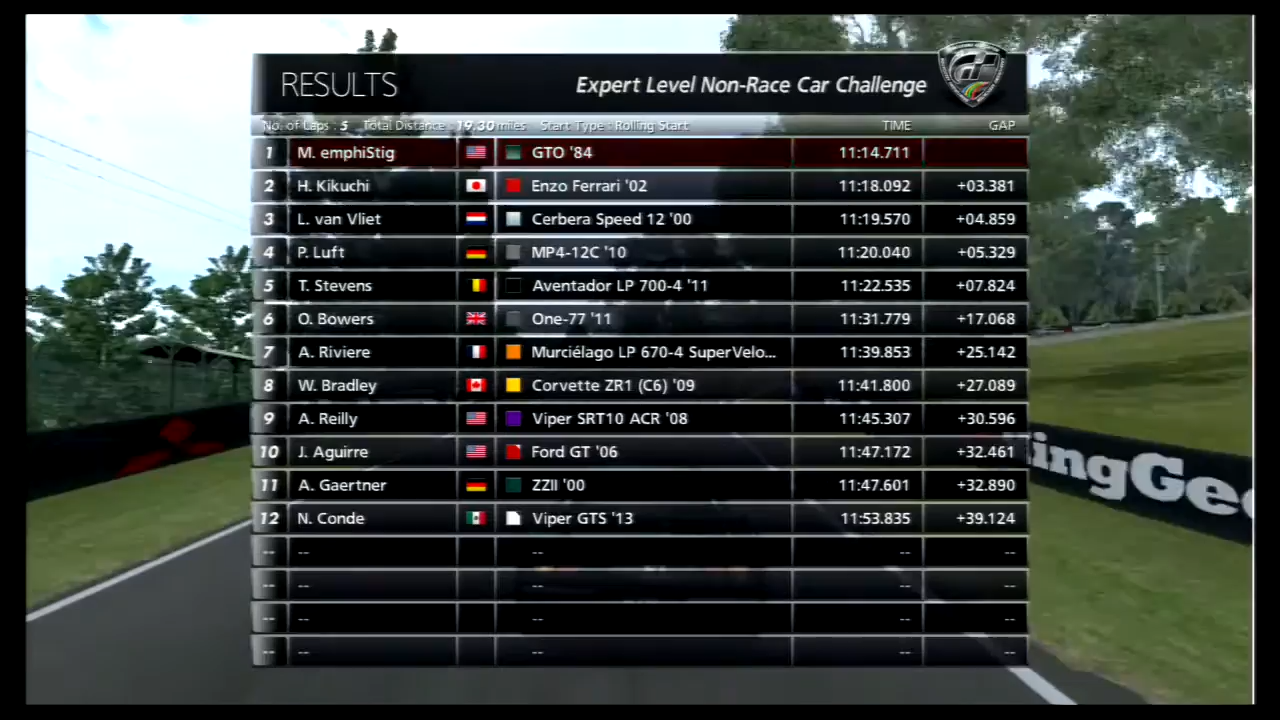 RESULTS Expert Level Non-Race Car Challenge
No. of Laps : 5 Total Distance : 19.30 miles Start Type : Rolling Start TIME GAP
1 M. emphiStig GTO '84 11:14.711
2 H. Kikuchi Enzo Ferrari '02 11:18.092 +03.381
3 L. van Vliet Cerbera Speed 12 '00 11:19.570 +04.859
4 P. Luft MP4-12C '10 11:20.040 +05.329
5 T. Stevens Aventador LP 700-4 '11 11:22.535 +07.824
6 O. Bowers One-77 '11 11:31.779 +17.068
7 A. Riviere Murciélago LP 670-4 SuperVelo... 11:39.853 +25.142
8 W. Bradley Corvette ZR1 (C6) '09 11:41.800 +27.089
9 A. Reilly Viper SRT10 ACR '08 11:45.307 +30.596
10 J. Aguirre Ford GT '06 11:47.172 +32.461
11 A. Gaertner ZZII '00 11:47.601 +32.890
12 N. Conde Viper GTS '13 11:53.835 +39.124
-- -- -- -- --
-- -- -- -- --
-- -- -- -- --
-- -- -- -- --